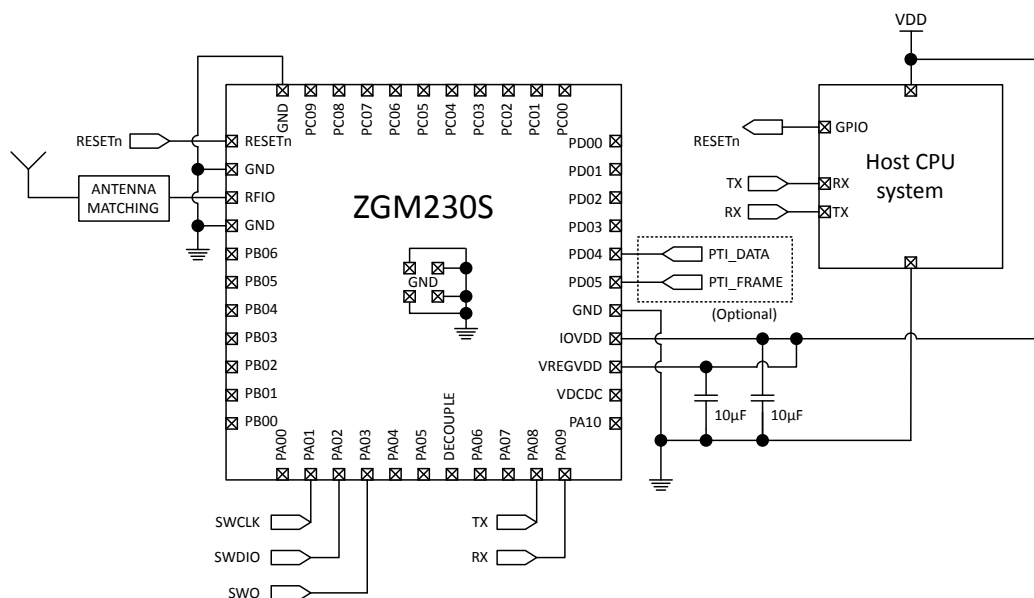 VDD
GND
PC09
PC08
PC07
PC06
PC05
PC04
PC03
PC02
PC01
PC00
RESETn
RESETn
GND
ANTENNA
MATCHING
RFIO
GND
PB06
PB05
PB04
PB03
PB02
PB01
PB00
ZGM230S
GND
PD00
PD01
PD02
PD03
PD04
PD05
GND
IOVDD
VREGVDD
VDCDC
PA10
PTI_DATA
PTI_FRAME
(Optional)
RESETn
GPIO
TX
RX
RX
TX
Host CPU
system
10µF
10µF
PA00
PA01
PA02
PA03
PA04
PA05
DECOUPLE
PA06
PA07
PA08
PA09
SWCLK
SWDIO
SWO
TX
RX